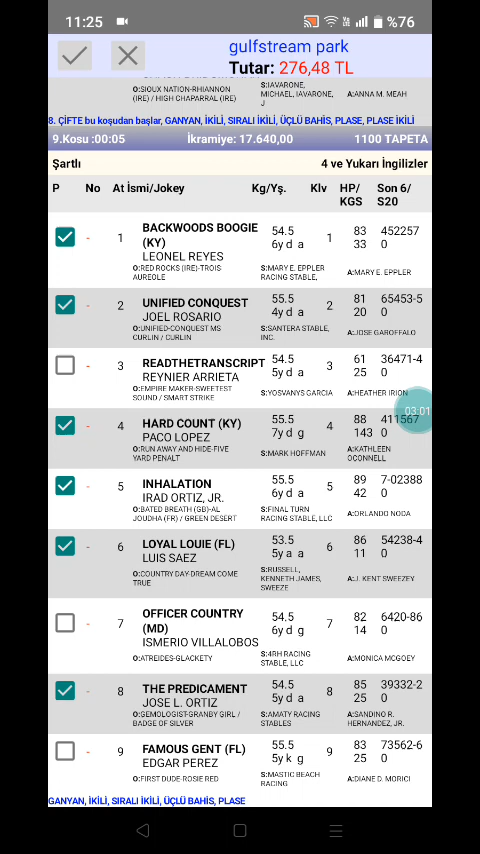 11:25 %76
gulfstream park
Tutar: 276,48 TL
O:SIOUX NATION-RHIANNON (IRE) / HIGH CHAPARRAL (IRE) S:IAVARONE, MICHAEL, IAVARONE, J A:ANNA M. MEAH
8. ÇİFTE bu koşudan başlar, GANYAN, İKİLİ, SIRALI İKİLİ, ÜÇLÜ BAHİS, PLASE, PLASE İKİLİ
9.Kosu :00:05 İkramiye: 17.640,00 1100 TAPETA
Şartlı 4 ve Yukarı İngilizler
P No At İsmi/Jokey Kg/Yş. Klv HP/ KGS Son 6/ S20
- 1 BACKWOODS BOOGIE 54.5 1 83 452257
(KY) 6y d a 33 0
LEONEL REYES
O:RED ROCKS (IRE)-TROIS AUREOLE S:MARY E. EPPLER RACING STABLE, A:MARY E. EPPLER
- 2 UNIFIED CONQUEST 55.5 2 81 65453-5
JOEL ROSARIO 4y d a 20 0
O:UNIFIED-CONQUEST MS CURLIN / CURLIN S:SANTERA STABLE, INC. A:JOSE GAROFFALO
- 3 READTHETRANSCRIPT 54.5 3 61 36471-4
REYNIER ARRIETA 5y d a 25 0
O:EMPIRE MAKER-SWEETEST SOUND / SMART STRIKE S:YOSVANYS GARCIA A:HEATHER IRION
03:01
- 4 HARD COUNT (KY) 55.5 4 88 411567
PACO LOPEZ 7y d g 143 0
O:RUN AWAY AND HIDE-FIVE YARD PENALT S:MARK HOFFMAN A:KATHLEEN OCONNELL
- 5 INHALATION 55.5 5 89 7-02388
IRAD ORTIZ, JR. 6y d a 42 0
O:BATED BREATH (GB)-AL JOUDHA (FR) / GREEN DESERT S:FINAL TURN RACING STABLE, LLC A:ORLANDO NODA
- 6 LOYAL LOUIE (FL) 53.5 6 86 54238-4
LUIS SAEZ 5y a a 11 0
O:COUNTRY DAY-DREAM COME TRUE S:RUSSELL, KENNETH JAMES, SWEEZE A:J. KENT SWEEZEY
- 7 OFFICER COUNTRY 54.5 7 82 6420-86
(MD) 6y d g 14 0
ISMERIO VILLALOBOS
O:ATREIDES-GLACKETY S:4RH RACING STABLE, LLC A:MONICA MCGOEY
- 8 THE PREDICAMENT 54.5 8 85 39332-2
JOSE L. ORTIZ 5y d a 25 0
O:GEMOLOGIST-GRANBY GIRL / BADGE OF SILVER S:AMATY RACING STABLES A:SANDINO R. HERNANDEZ, JR.
- 9 FAMOUS GENT (FL) 55.5 9 83 73562-6
EDGAR PEREZ 5y k g 25 0
O:FIRST DUDE-ROSIE RED S:MASTIC BEACH RACING A:DIANE D. MORICI
GANYAN, İKİLİ, SIRALI İKİLİ, ÜÇLÜ BAHİS, PLASE